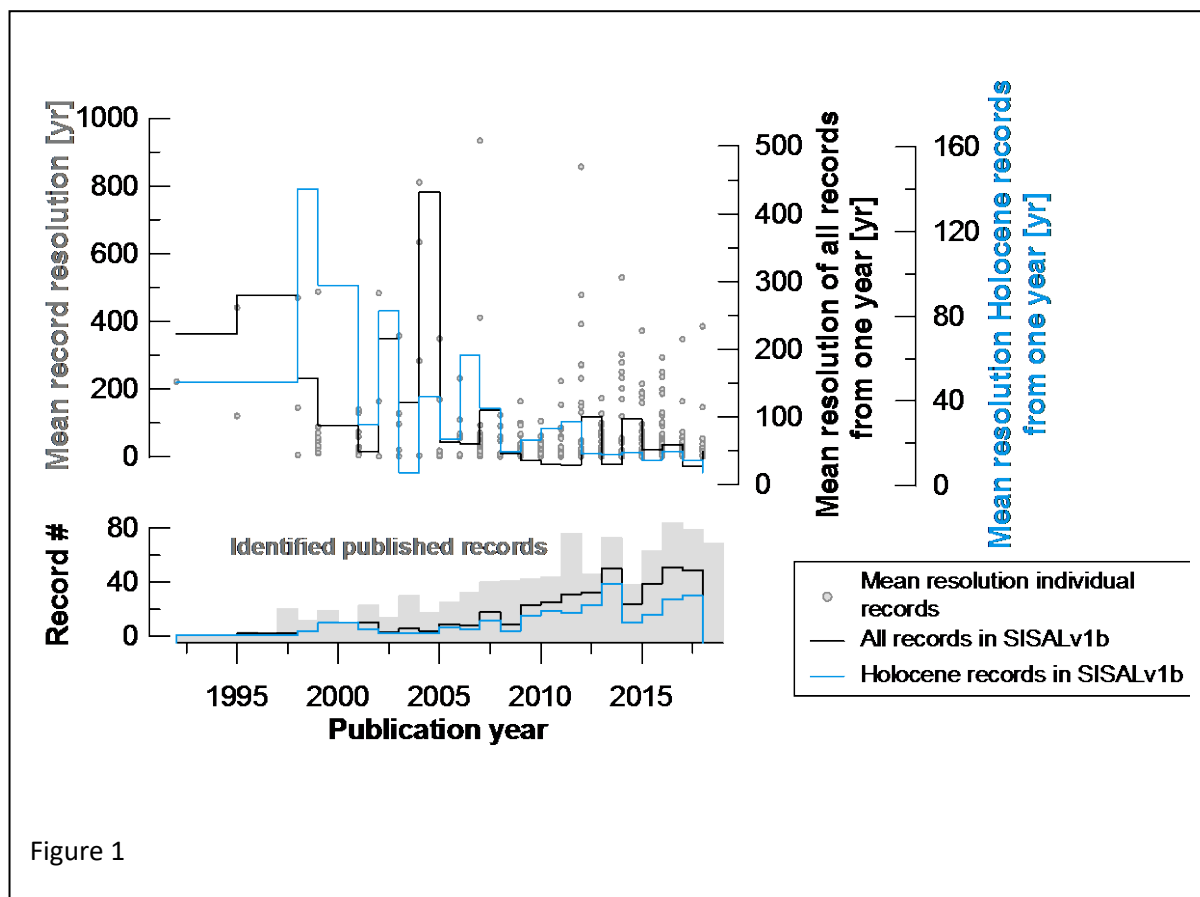 Mean record resolution [yr]
1000
800
600
400
200
0
500
400
300
200
100
0
Mean resolution of all records
from one year [yr]
160
120
80
40
0
Mean resolution Holocene records
from one year [yr]
Record #
80
40
0
Identified published records
1995
2000
2005
2010
2015
Publication year
Mean resolution individual
records
All records in SISALv1b
Holocene records in SISALv1b
Figure 1